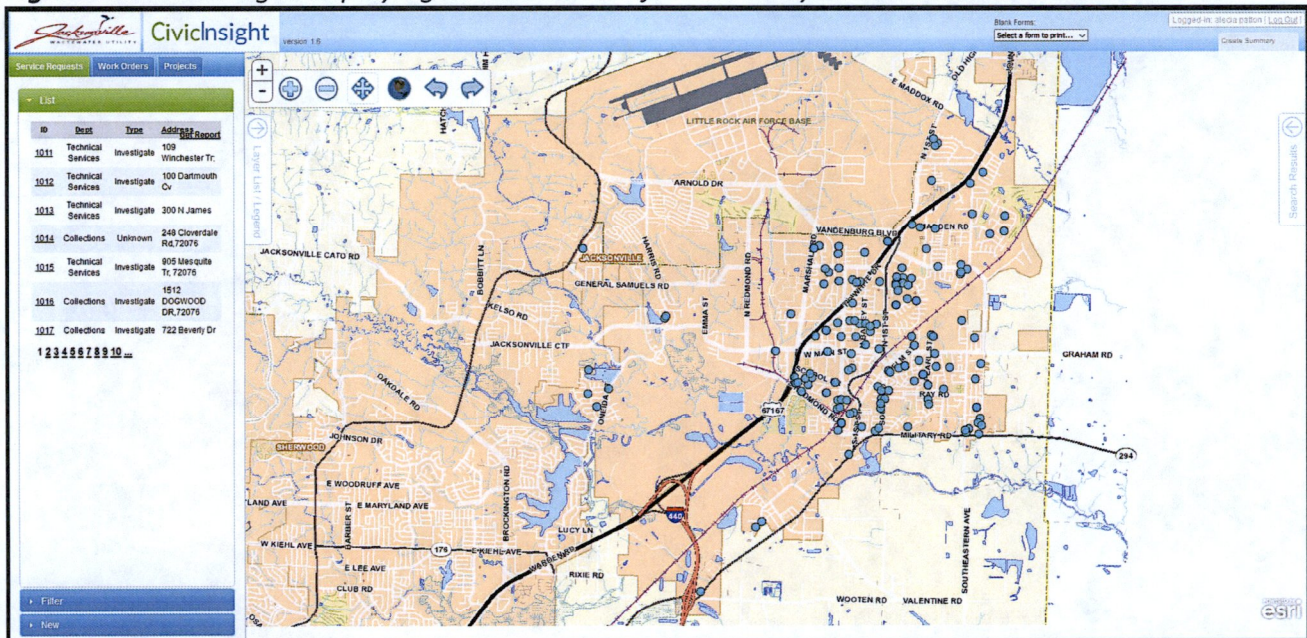 Jacksonville
WASTEWATER UTILITY
CivicInsight
version 1.6
Blank Forms:
Select a form to print...
Logged-in: alecia patton | Log Out |
Create Summary
Service Requests
Work Orders
Projects
List
ID Dept Type Address
Get Report
1011 Technical Services Investigate 109 Winchester Tr,
1012 Technical Services Investigate 100 Dartmouth Cv
1013 Technical Services Investigate 300 N James
1014 Collections Unknown 248 Cloverdale Rd,72076
1015 Technical Services Investigate 905 Mesquite Tr, 72076
1016 Collections Investigate 1512 DOGWOOD DR,72076
1017 Collections Investigate 722 Beverly Dr
1 2 3 4 5 6 7 8 9 10 ...
Filter
New
+
-
Layer List / Legend
Search Results
E MADDOX RD
LITTLE ROCK AIR FORCE BASE
N 1ST ST
ARNOLD DR
VANDENBURG BLVD
MARSHALL RD
JACKSONVILLE CATO RD
BOBBITT LN
JACKSONVILLE
HARRIS RD
GENERAL SAMUELS RD
N REDMOND RD
EMMA ST
KELSO RD
N 1ST ST
JACKSONVILLE CTF
W MAIN ST
GRAHAM RD
OAKDALE RD
ONEIDA
RAY RD
67167
JOHNSON DR
SHERWOOD
MILITARY RD
294
E WOODRUFF AVE
BROCKINGTON RD
E MARYLAND AVE
440
LUCY LN
W KIEHL AVE
176
E KIEHL AVE
E LEE AVE
CLUB RD
RIXIE RD
SOUTHEASTERN AVE
WOOTEN RD
VALENTINE RD
esri